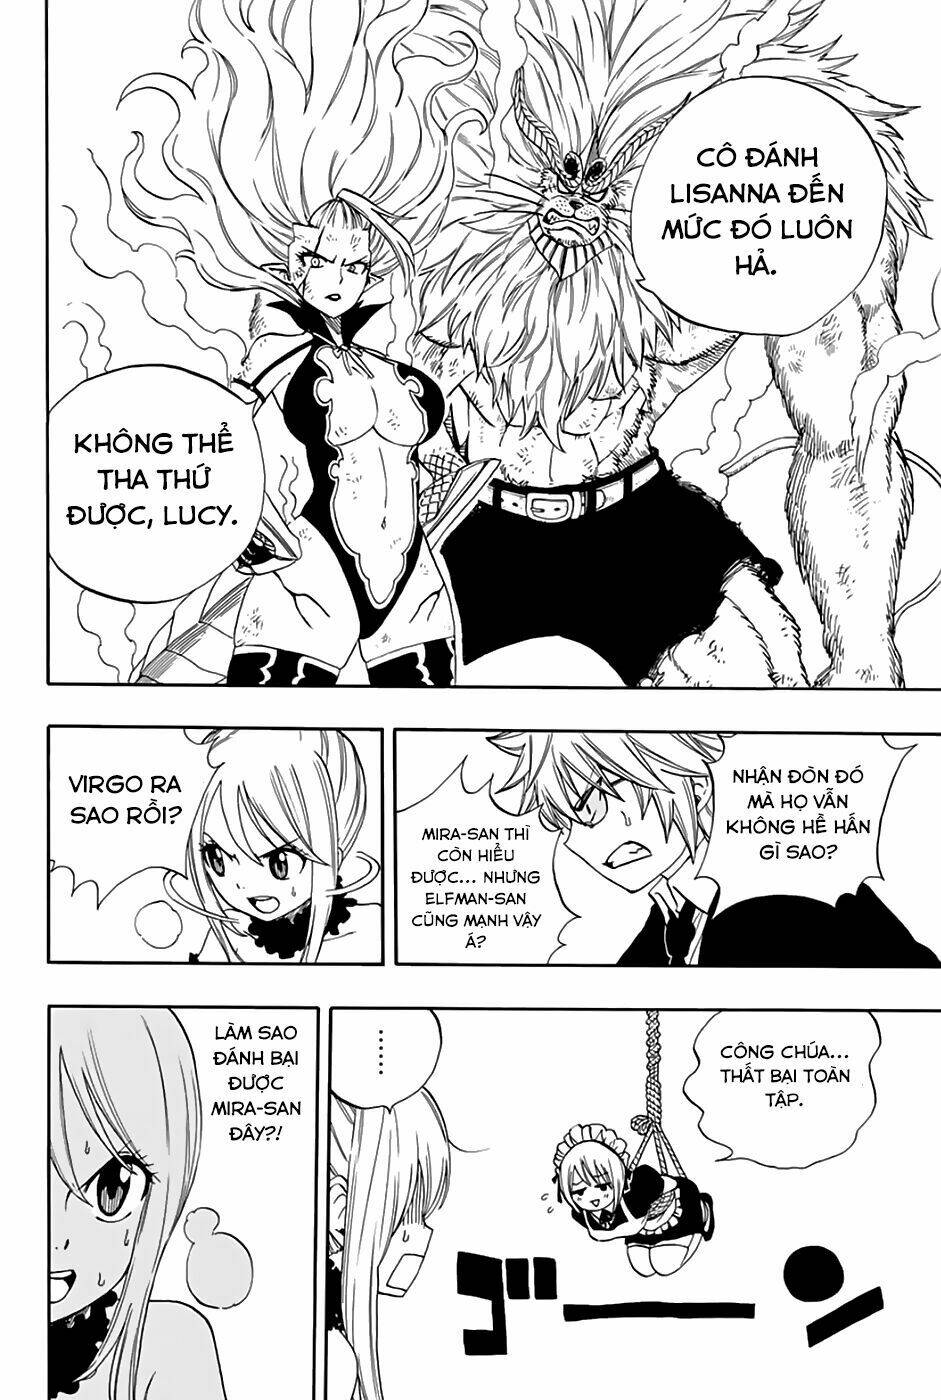 CÔ ĐÁNH
LISANNA ĐẾN
MỨC ĐÓ LUÔN
HẢ.
KHÔNG THỂ
THA THỨ
ĐƯỢC, LUCY.
NHẬN ĐÒN ĐÓ
MÀ HỌ VẪN
KHÔNG HỀ HẤN
GÌ SAO?
MIRA-SAN THÌ
CÒN HIỂU
ĐƯỢC... NHƯNG
ELFMAN-SAN
CŨNG MẠNH VẬY
Á?
VIRGO RA
SAO RỒI?
CÔNG CHÚA...
THẤT BẠI TOÀN
TẬP.
ゴーン
........
LÀM SAO
ĐÁNH BẠI
ĐƯỢC
MIRA-SAN
ĐÂY?!